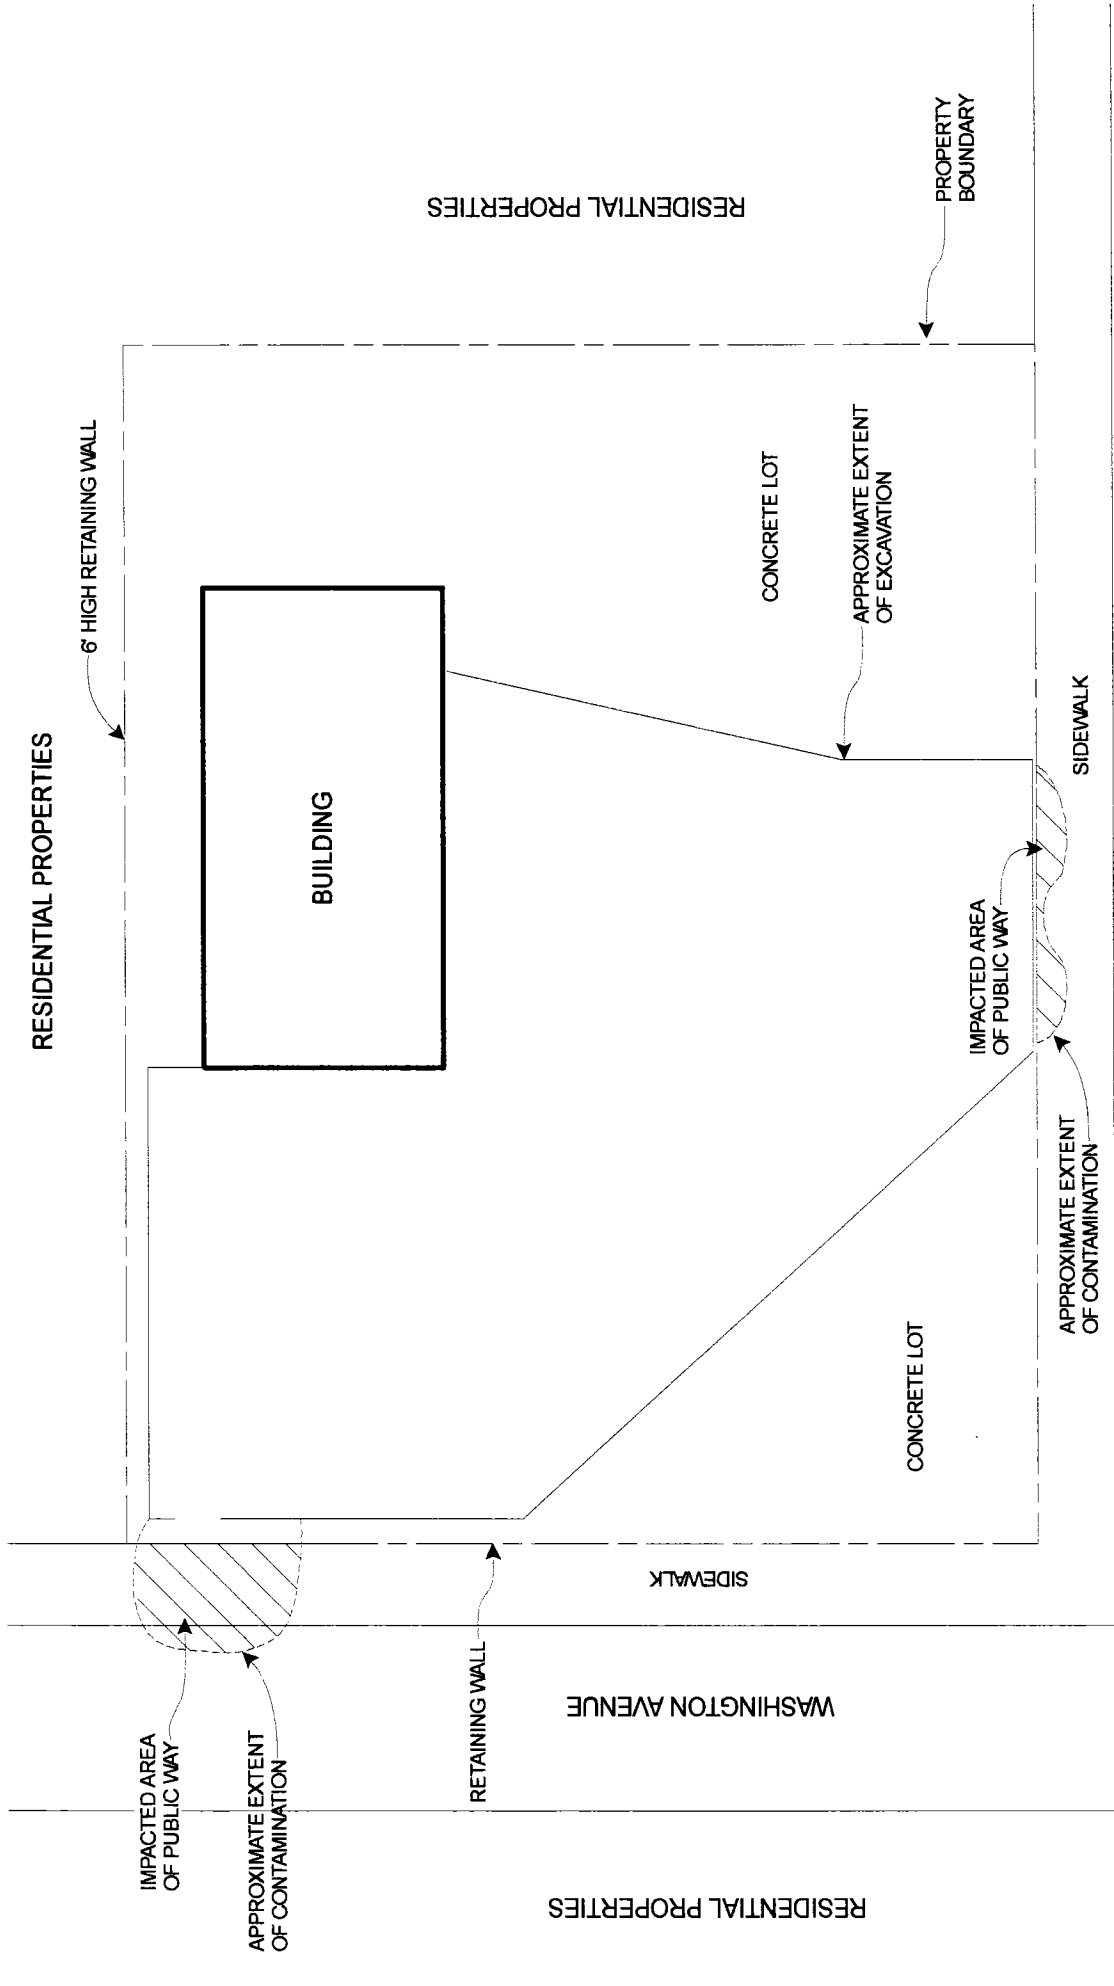 RESIDENTIAL PROPERTIES
6' HIGH RETAINING WALL
RESIDENTIAL PROPERTIES
PROPERTY
BOUNDARY
CONCRETE LOT
APPROXIMATE EXTENT
OF EXCAVATION
BUILDING
SIDEWALK
IMPACTED AREA
OF PUBLIC WAY
APPROXIMATE EXTENT
OF CONTAMINATION
CONCRETE LOT
SIDEWALK
RETAINING WALL
WASHINGTON AVENUE
IMPACTED AREA
OF PUBLIC WAY
APPROXIMATE EXTENT
OF CONTAMINATION
RESIDENTIAL PROPERTIES